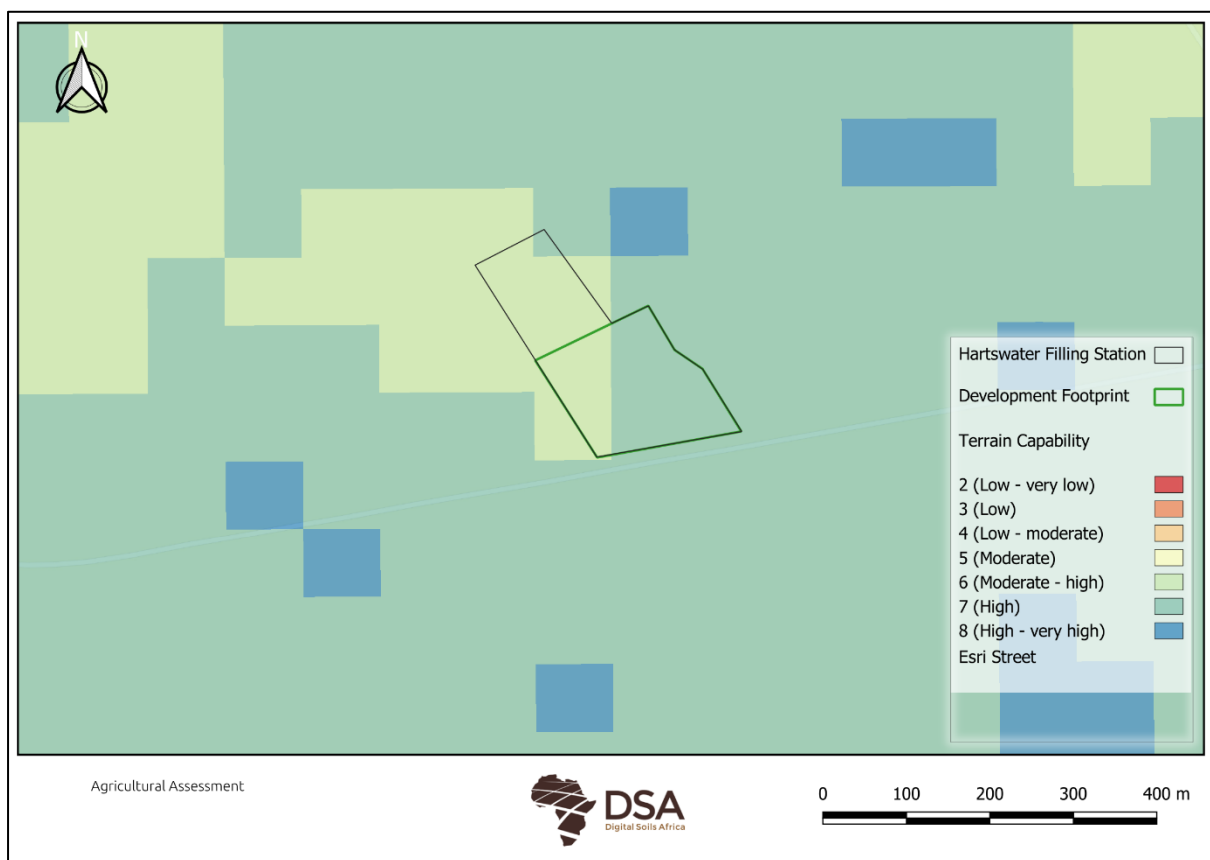 N
Hartswater Filling Station
Development Footprint
Terrain Capability
2 (Low - very low)
3 (Low)
4 (Low - moderate)
5 (Moderate)
6 (Moderate - high)
7 (High)
8 (High - very high)
Esri Street
Agricultural Assessment
DSA
Digital Soils Africa
0 100 200 300 400 m